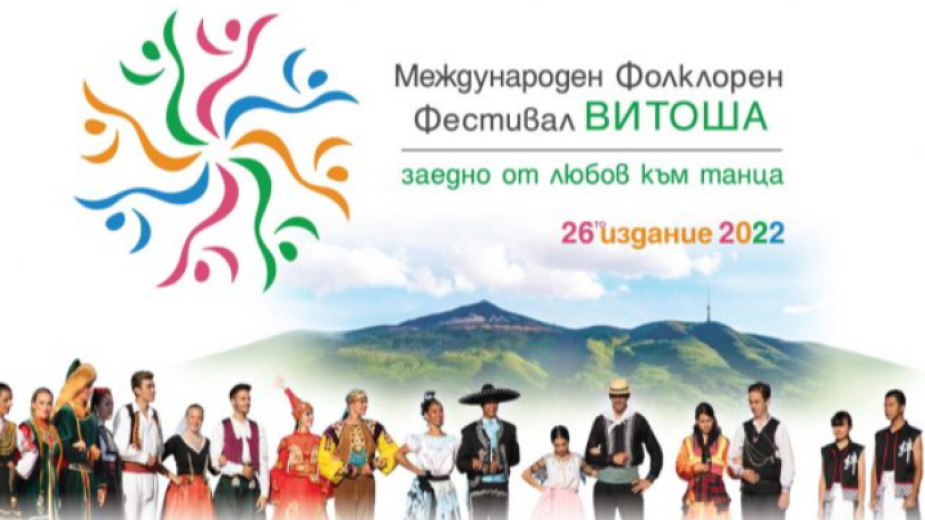 Международен Фолклорен
Фестивал ВИТОША
заедно от любов към танца
26то издание 2022